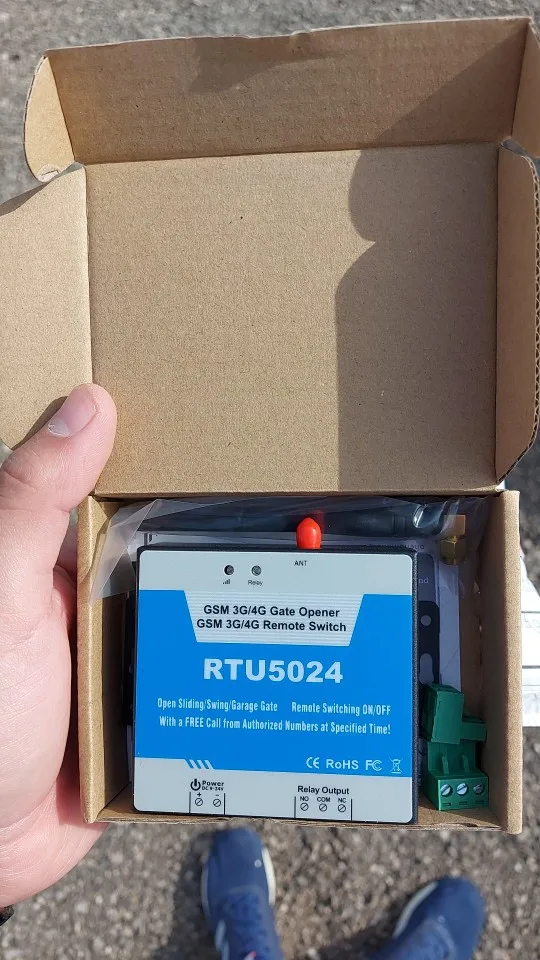 ANT
Relay
GSM 3G/4G Gate Opener
GSM 3G/4G Remote Switch
RTU5024
Open Sliding/Swing/Garage Gate Remote Switching ON/OFF
With a FREE Call from Authorized Numbers at Specified Time!
CE RoHS FC
Power
DC 9-24V
+ -
Relay Output
NO COM NC